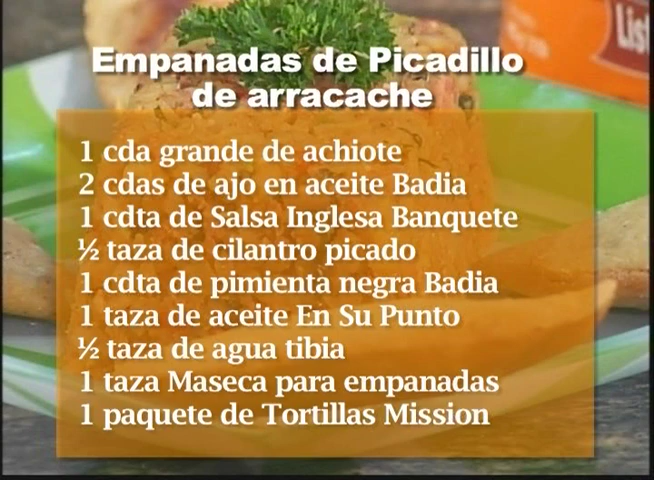 Empanadas de Picadillo
de arracache
1 cda grande de achiote
2 cdas de ajo en aceite Badia
1 cdta de Salsa Inglesa Banquete
½ taza de cilantro picado
1 cdta de pimienta negra Badia
1 taza de aceite En Su Punto
½ taza de agua tibia
1 taza Maseca para empanadas
1 paquete de Tortillas Mission